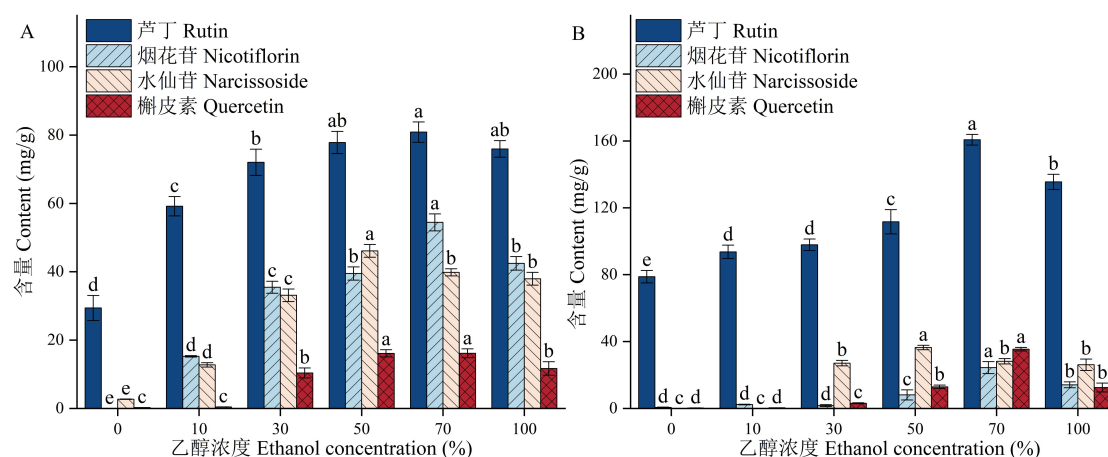 A
芦丁 Rutin
烟花苷 Nicotiflorin
水仙苷 Narcissoside
槲皮素 Quercetin
含量 Content (mg/g)
100
80
60
40
20
0
d e e c
c d d c
b c c b
ab b a a
a a b a
ab b b b
0 10 30 50 70 100
乙醇浓度 Ethanol concentration (%)
B
芦丁 Rutin
烟花苷 Nicotiflorin
水仙苷 Narcissoside
槲皮素 Quercetin
含量 Content (mg/g)
200
160
120
80
40
0
e d c d
d d c d
d d b c
c c a b
a a b a
b b b b
0 10 30 50 70 100
乙醇浓度 Ethanol concentration (%)